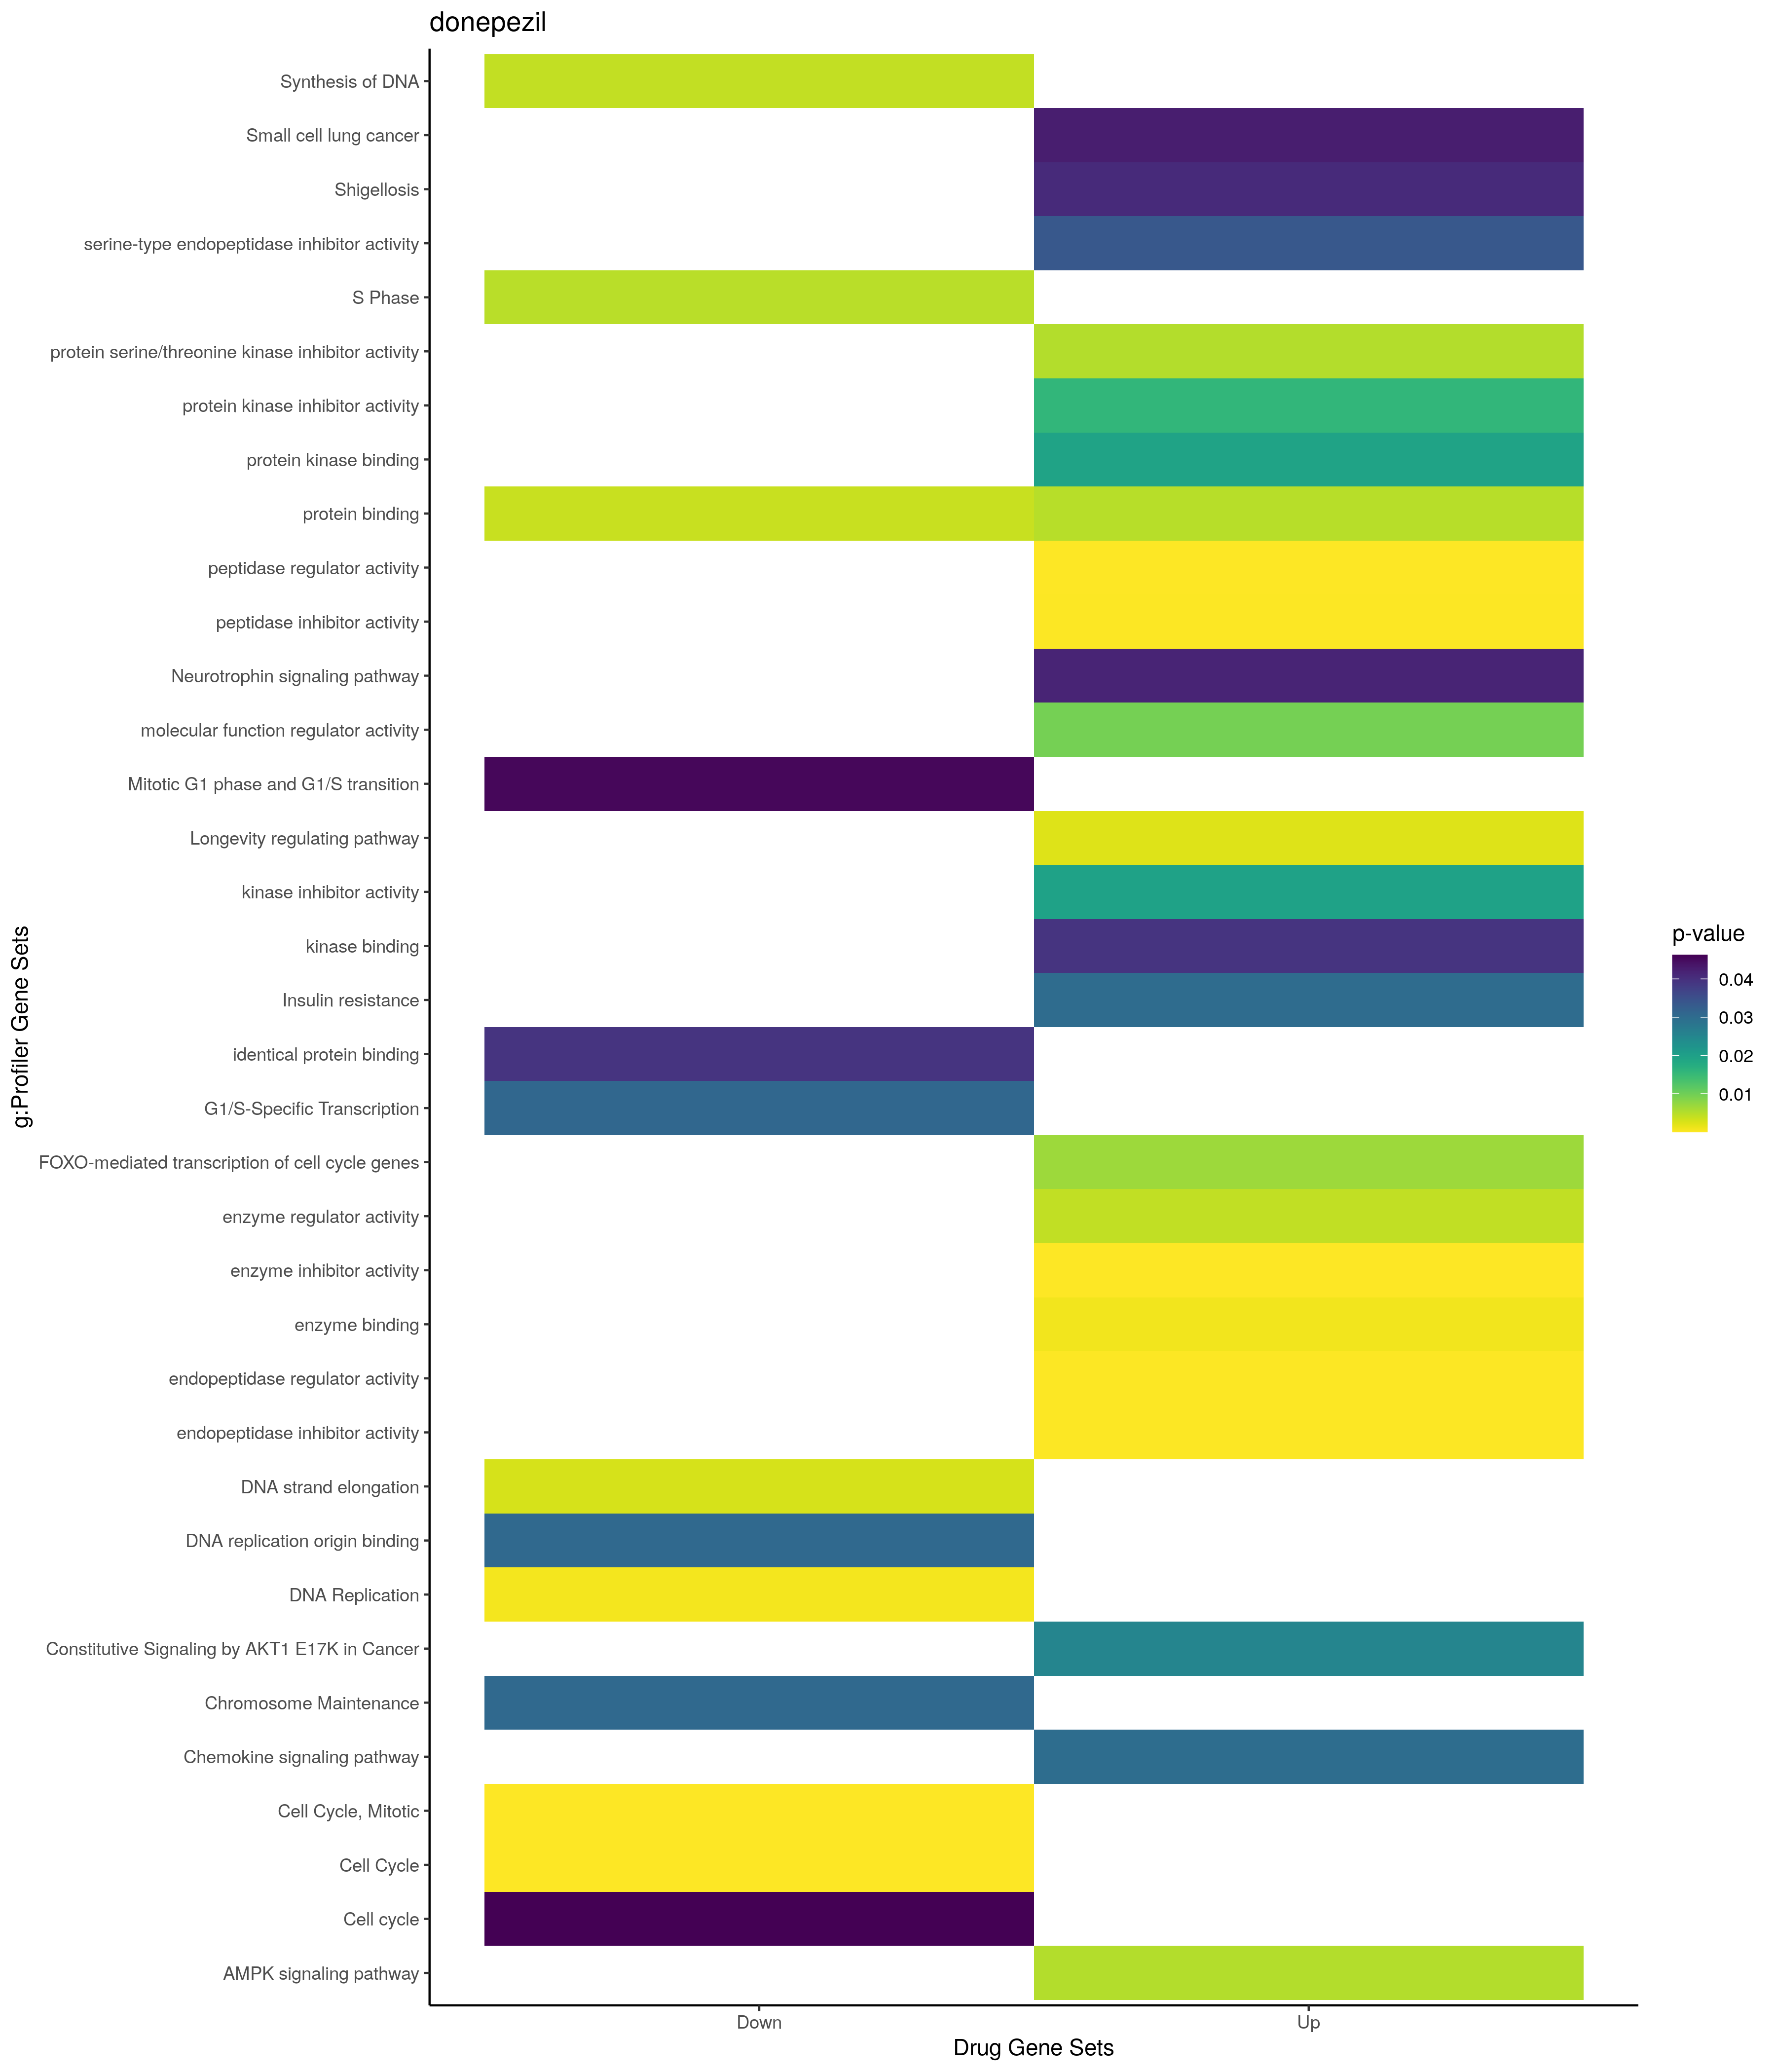 donepezil
Synthesis of DNA
Small cell lung cancer
Shigellosis
serine-type endopeptidase inhibitor activity
S Phase
protein serine/threonine kinase inhibitor activity
protein kinase inhibitor activity
protein kinase binding
protein binding
peptidase regulator activity
peptidase inhibitor activity
Neurotrophin signaling pathway
molecular function regulator activity
Mitotic G1 phase and G1/S transition
Longevity regulating pathway
kinase inhibitor activity
kinase binding
Insulin resistance
identical protein binding
G1/S-Specific Transcription
FOXO-mediated transcription of cell cycle genes
enzyme regulator activity
enzyme inhibitor activity
enzyme binding
endopeptidase regulator activity
endopeptidase inhibitor activity
DNA strand elongation
DNA replication origin binding
DNA Replication
Constitutive Signaling by AKT1 E17K in Cancer
Chromosome Maintenance
Chemokine signaling pathway
Cell Cycle, Mitotic
Cell Cycle
Cell cycle
AMPK signaling pathway
g:Profiler Gene Sets
Down
Up
Drug Gene Sets
p-value
0.04
0.03
0.02
0.01